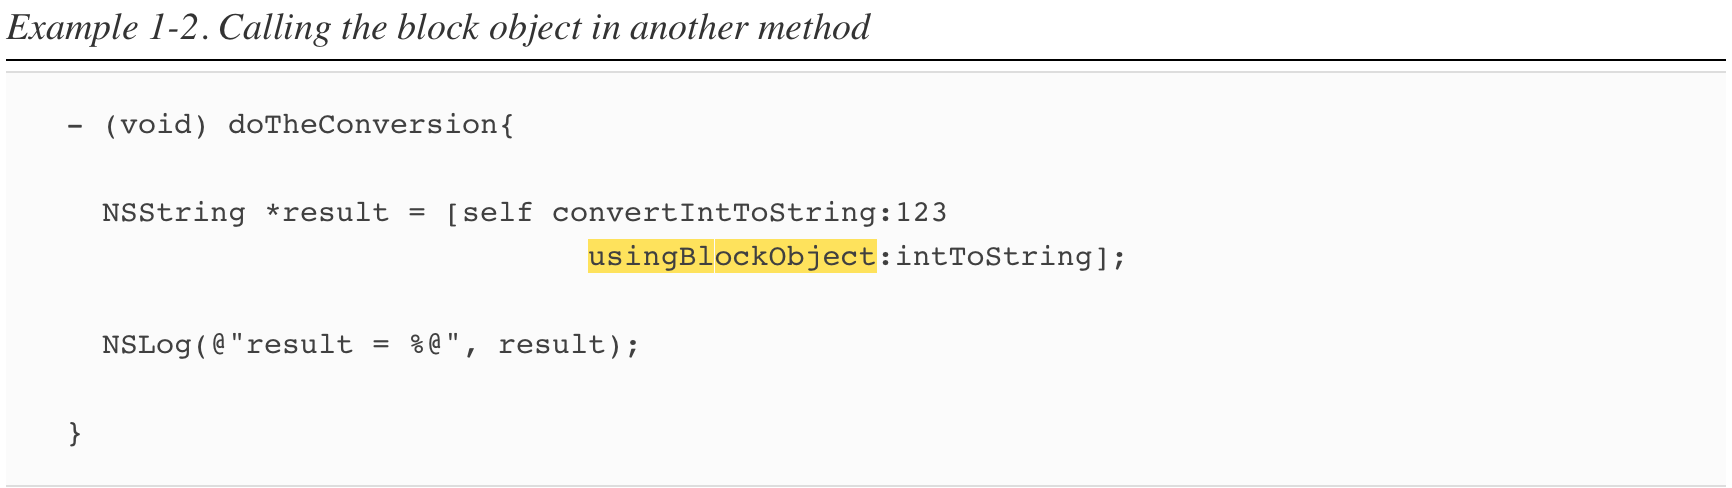 Example 1-2. Calling the block object in another method
- (void) doTheConversion{
NSString *result = [self convertIntToString:123
usingBlockObject:intToString];
NSLog(@"result = %@", result);
}